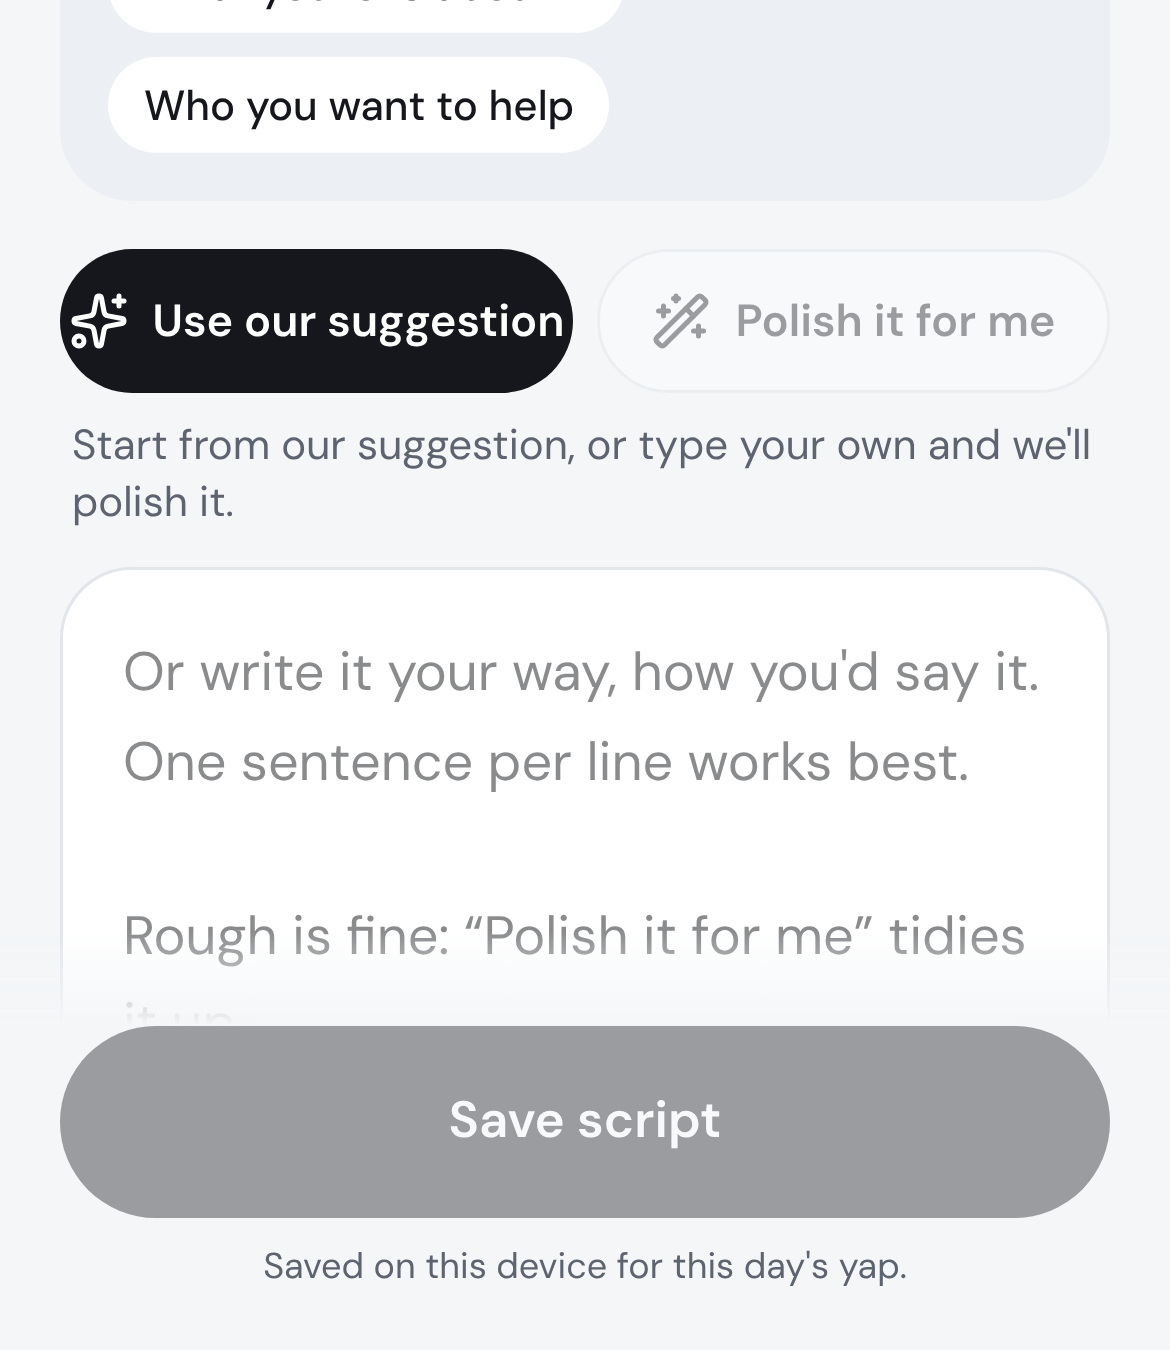 Who you want to help
Use our suggestion
Polish it for me
Start from our suggestion, or type your own and we'll
polish it.
Or write it your way, how you'd say it.
One sentence per line works best.
Rough is fine: “Polish it for me” tidies
it up
Save script
Saved on this device for this day's yap.